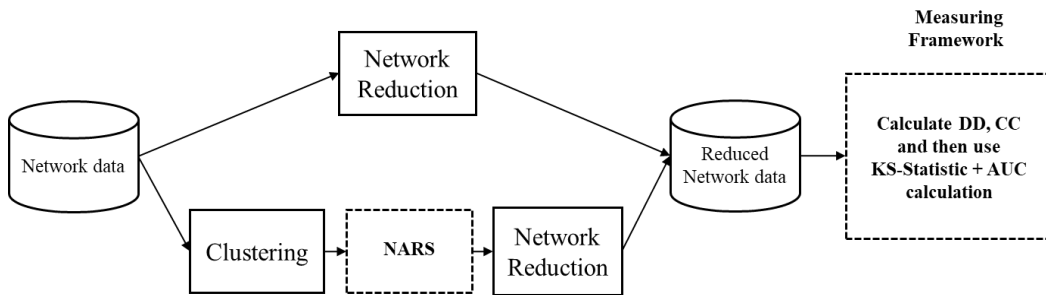 Measuring
Framework
Network
Reduction
Network data
Reduced
Network data
Calculate DD, CC
and then use
KS-Statistic + AUC
calculation
Clustering
NARS
Network
Reduction